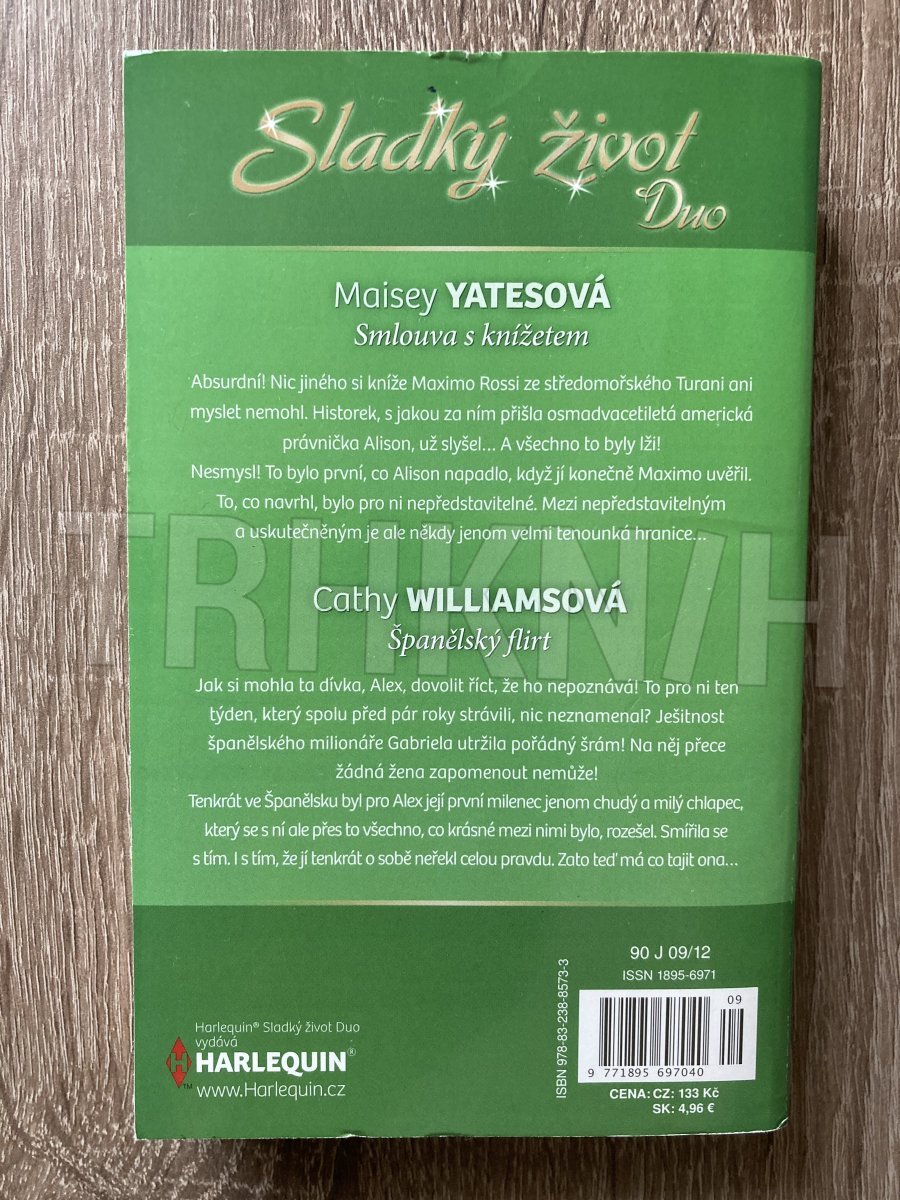 Sladký život
Duo
Maisey YATESOVÁ
Smlouva s knížetem
Absurdní! Nic jiného si kníže Maximo Rossi ze středomořského Turani ani
myslet nemohl. Historek, s jakou za ním přišla osmadvacetiletá americká
právnička Alison, už slyšel... A všechno to byly lži!
Nesmysl! To bylo první, co Alison napadlo, když jí konečně Maximo uvěřil.
To, co navrhl, bylo pro ni nepředstavitelné. Mezi nepředstavitelným
a uskutečněným je ale někdy jenom velmi tenounká hranice...
TRHKNIH
Cathy WILLIAMSOVÁ
Španělský flirt
Jak si mohla ta dívka, Alex, dovolit říct, že ho nepoznává! To pro ni ten
týden, který spolu před pár roky strávili, nic neznamenal? Ješitnost
španělského milionáře Gabriela utržila pořádný šrám! Na něj přece
žádná žena zapomenout nemůže!
Tenkrát ve Španělsku byl pro Alex její první milenec jenom chudý a milý chlapec,
který se s ní ale přes to všechno, co krásné mezi nimi bylo, rozešel. Smířila se
s tím. I s tím, že jí tenkrát o sobě neřekl celou pravdu. Zato teď má co tajit ona...
90 J 09/12
ISSN 1895-6971
ISBN 978-83-238-8573-3
09
9 771895 697040
CENA: CZ: 133 Kč
SK: 4,96 €
Harlequin® Sladký život Duo
vydává
H
HARLEQUIN®
TM
www.Harlequin.cz